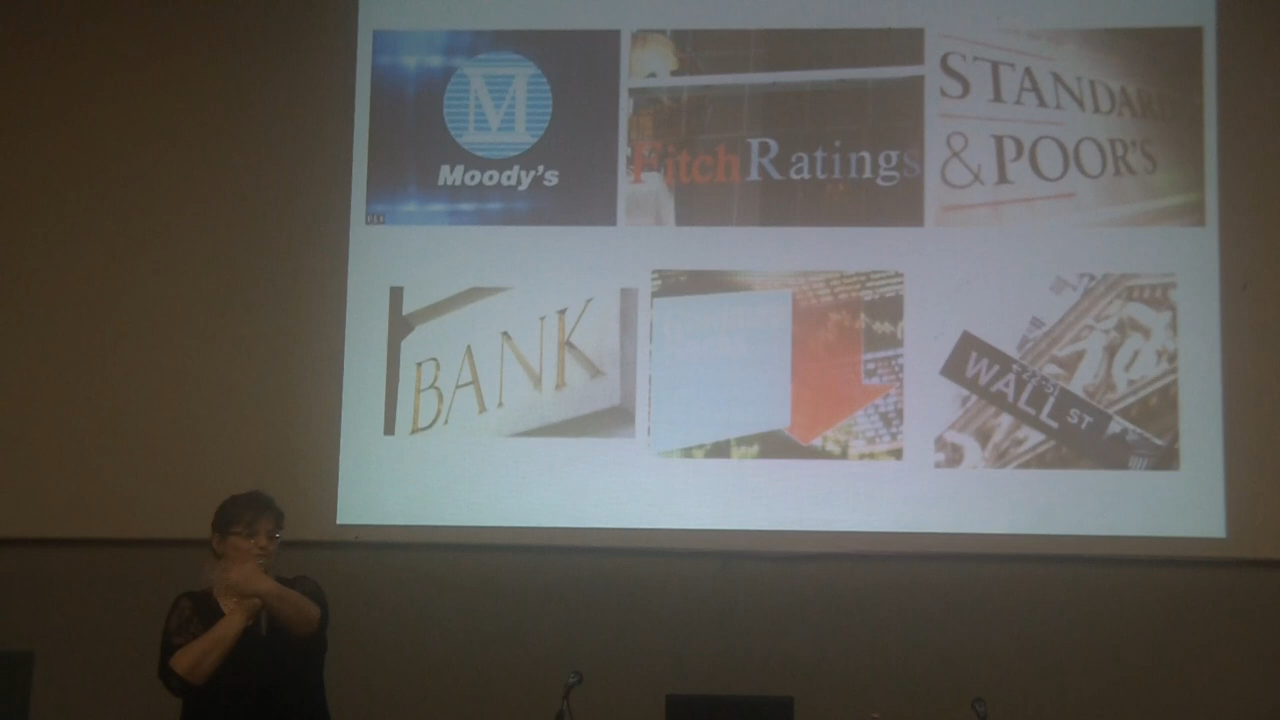 M
Moody's
FitchRatings
STANDARD
& POOR'S
BANK
WALL ST